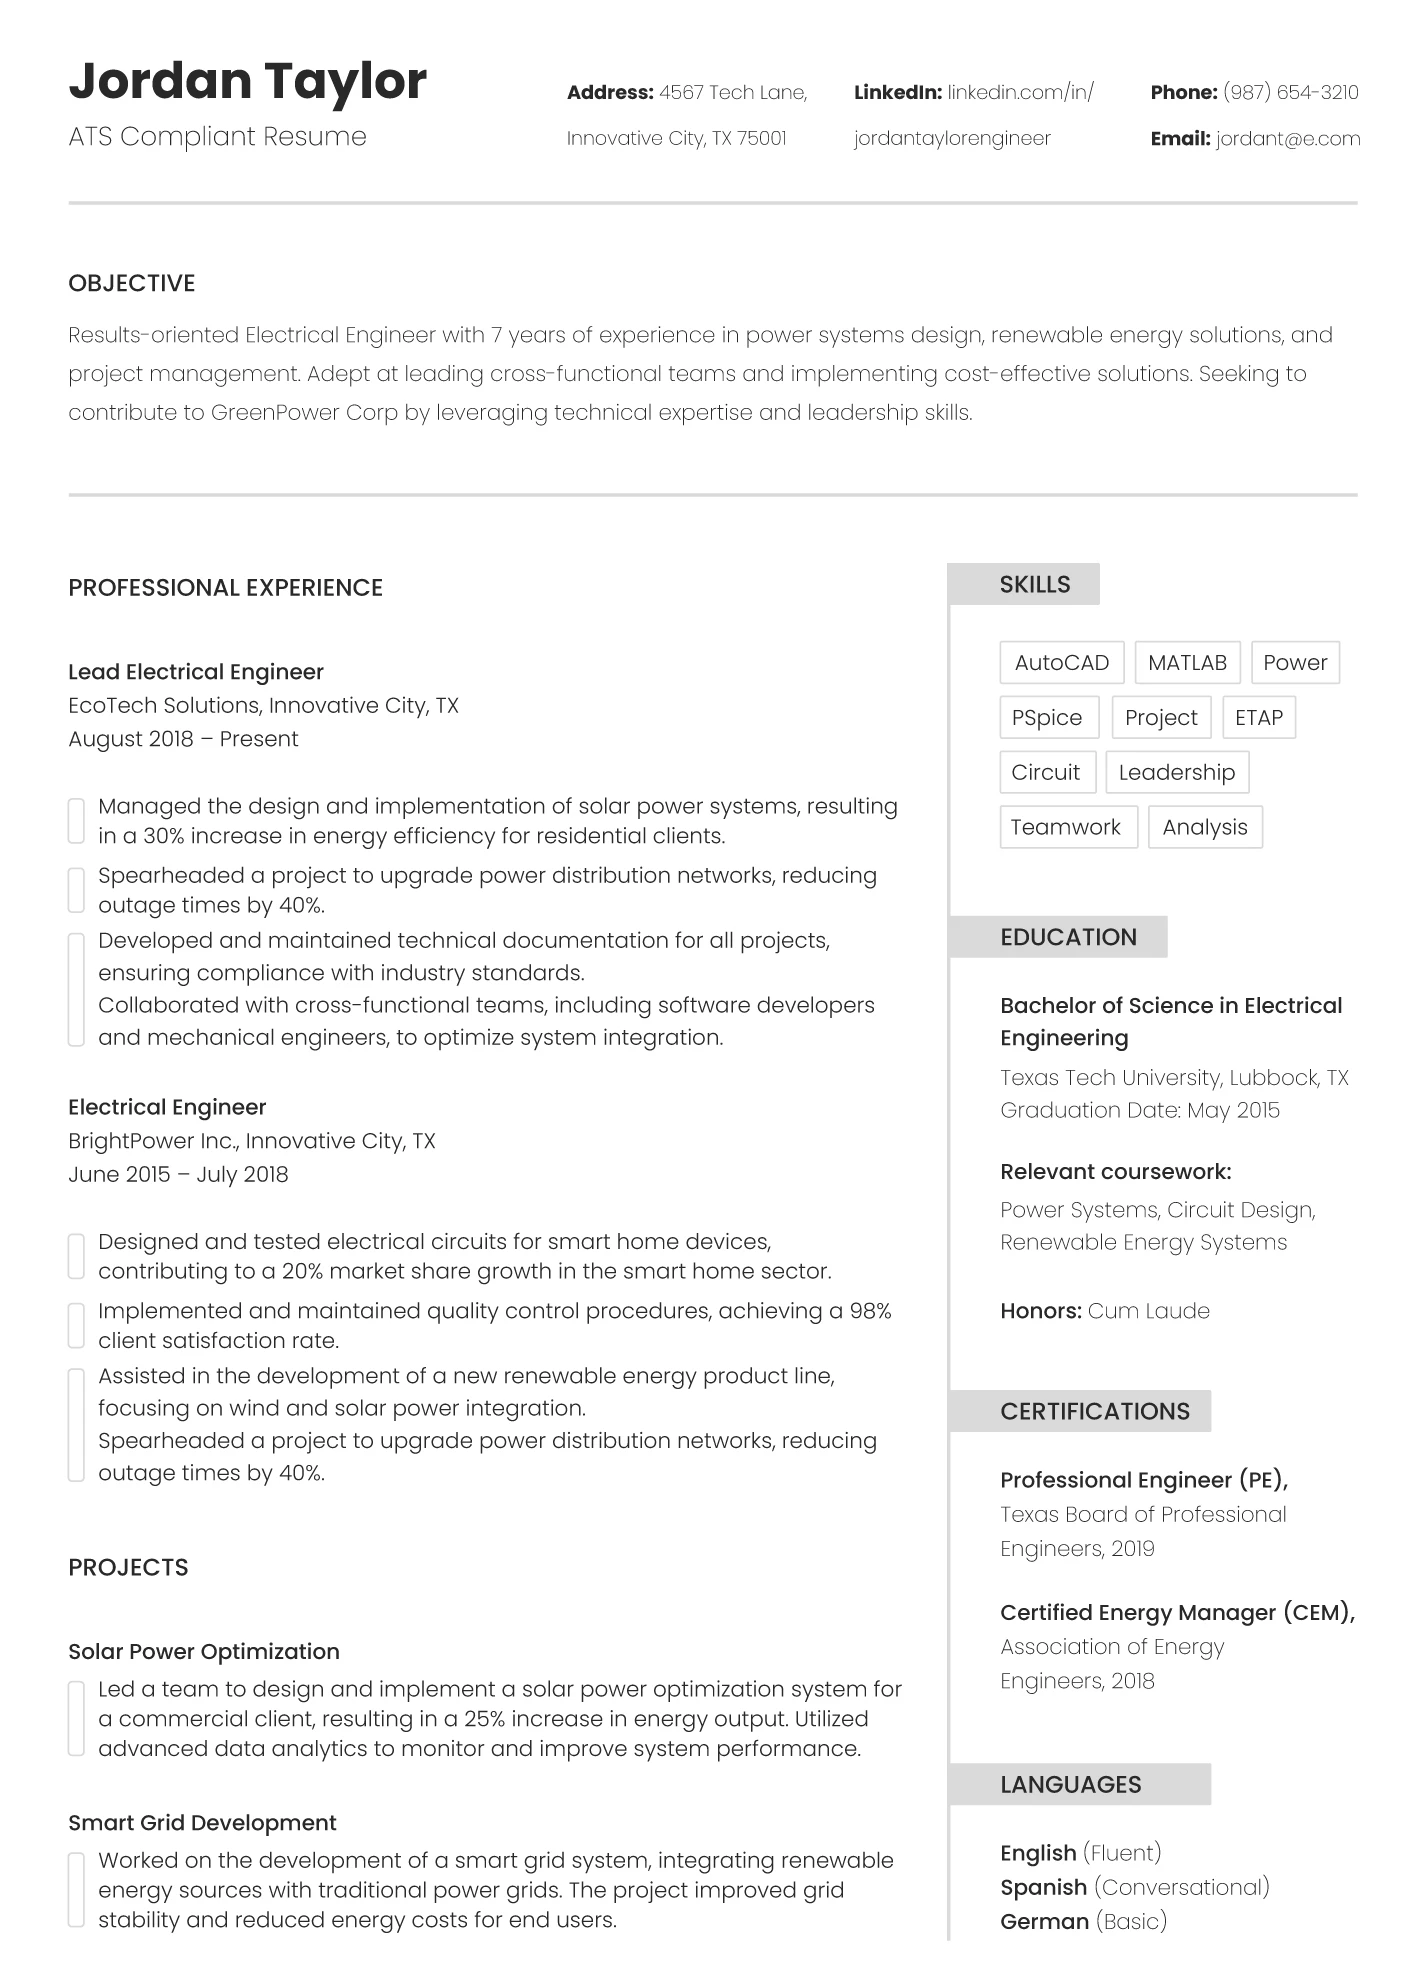 Jordan Taylor
ATS Compliant Resume
Address: 4567 Tech Lane,
Innovative City, TX 75001
LinkedIn: linkedin.com/in/
jordantaylorengineer
Phone: (987) 654-3210
Email: jordant@e.com
OBJECTIVE
Results-oriented Electrical Engineer with 7 years of experience in power systems design, renewable energy solutions, and
project management. Adept at leading cross-functional teams and implementing cost-effective solutions. Seeking to
contribute to GreenPower Corp by leveraging technical expertise and leadership skills.
PROFESSIONAL EXPERIENCE
Lead Electrical Engineer
EcoTech Solutions, Innovative City, TX
August 2018 – Present
Managed the design and implementation of solar power systems, resulting
in a 30% increase in energy efficiency for residential clients.
Spearheaded a project to upgrade power distribution networks, reducing
outage times by 40%.
Developed and maintained technical documentation for all projects,
ensuring compliance with industry standards.
Collaborated with cross-functional teams, including software developers
and mechanical engineers, to optimize system integration.
Electrical Engineer
BrightPower Inc., Innovative City, TX
June 2015 – July 2018
Designed and tested electrical circuits for smart home devices,
contributing to a 20% market share growth in the smart home sector.
Implemented and maintained quality control procedures, achieving a 98%
client satisfaction rate.
Assisted in the development of a new renewable energy product line,
focusing on wind and solar power integration.
Spearheaded a project to upgrade power distribution networks, reducing
outage times by 40%.
PROJECTS
Solar Power Optimization
Led a team to design and implement a solar power optimization system for
a commercial client, resulting in a 25% increase in energy output. Utilized
advanced data analytics to monitor and improve system performance.
Smart Grid Development
Worked on the development of a smart grid system, integrating renewable
energy sources with traditional power grids. The project improved grid
stability and reduced energy costs for end users.
SKILLS
AutoCAD MATLAB Power
PSpice Project ETAP
Circuit Leadership
Teamwork Analysis
EDUCATION
Bachelor of Science in Electrical
Engineering
Texas Tech University, Lubbock, TX
Graduation Date: May 2015
Relevant coursework:
Power Systems, Circuit Design,
Renewable Energy Systems
Honors: Cum Laude
CERTIFICATIONS
Professional Engineer (PE),
Texas Board of Professional
Engineers, 2019
Certified Energy Manager (CEM),
Association of Energy
Engineers, 2018
LANGUAGES
English (Fluent)
Spanish (Conversational)
German (Basic)